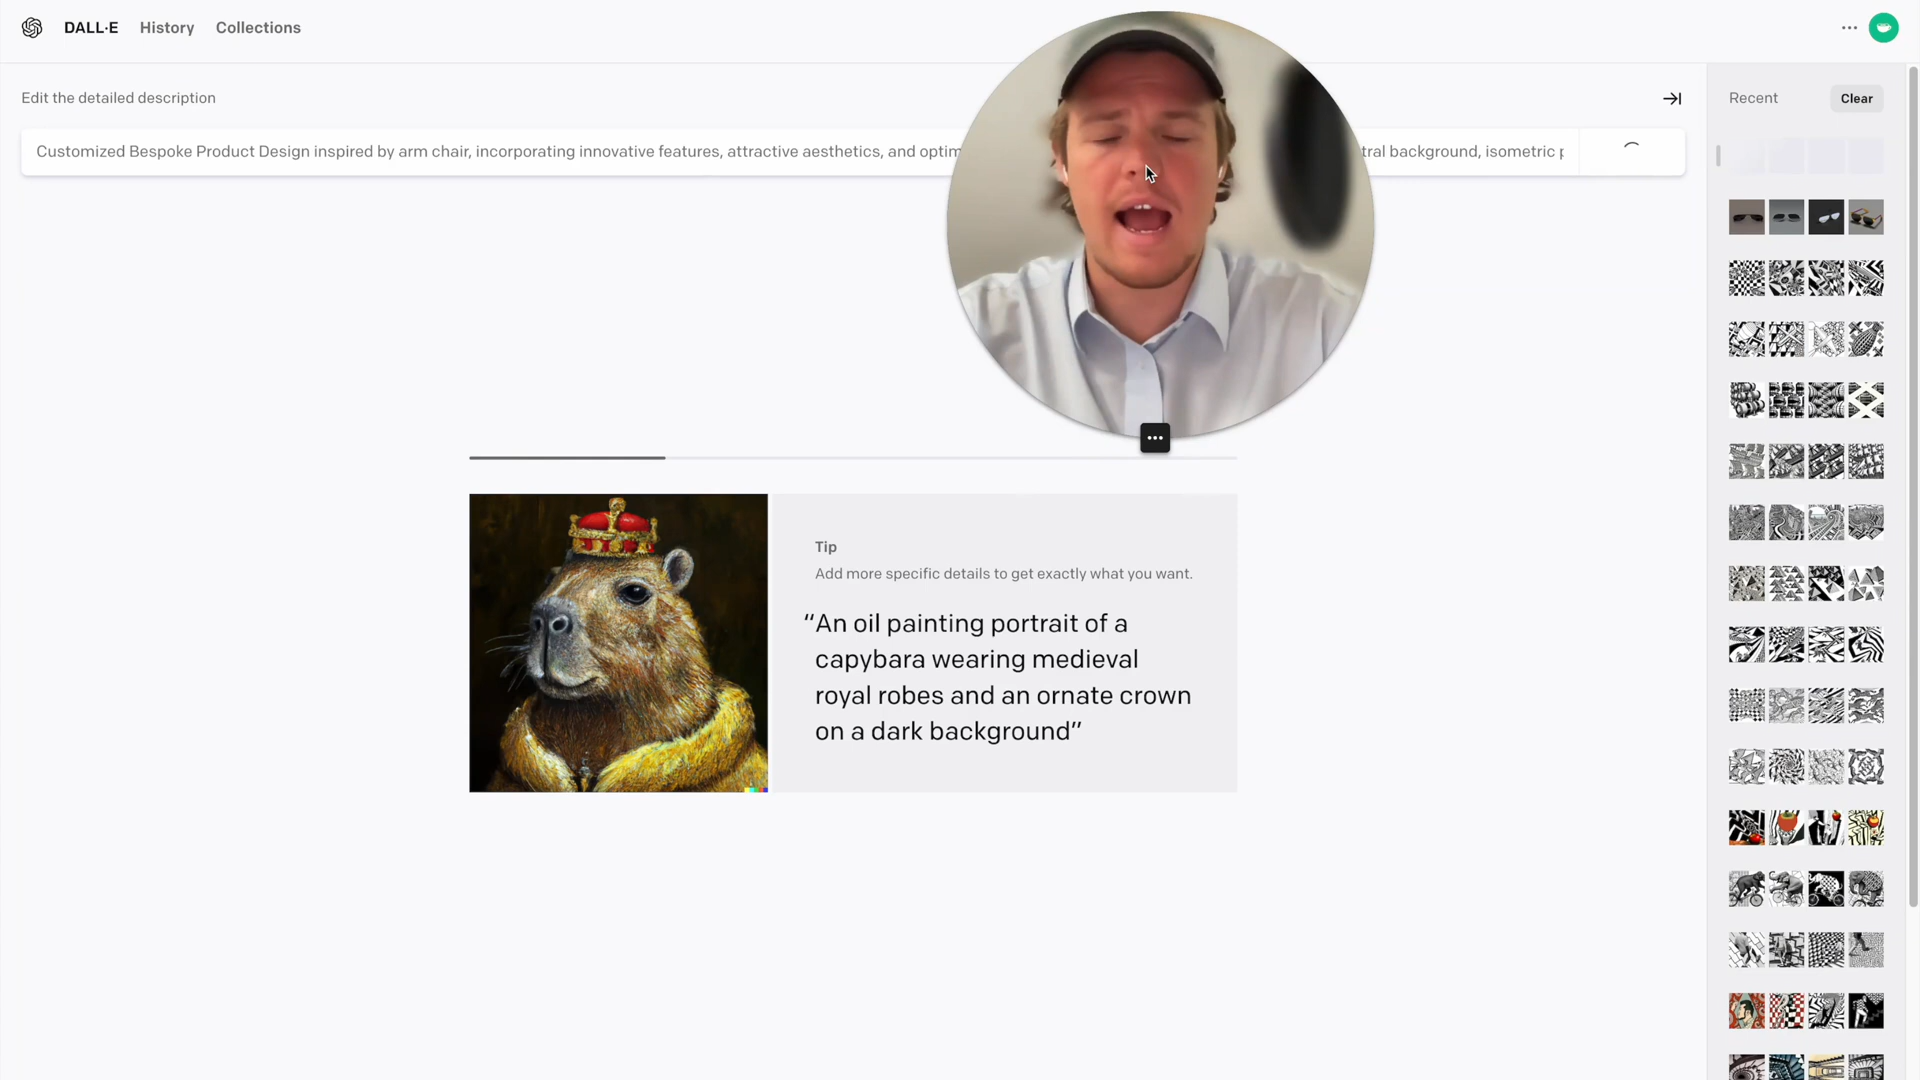 DALL·E History Collections
Edit the detailed description
Recent Clear
Customized Bespoke Product Design inspired by arm chair, incorporating innovative features, attractive aesthetics, and background, isometric
Tip
Add more specific details to get exactly what you want.
“An oil painting portrait of a
capybara wearing medieval
royal robes and an ornate crown
on a dark background”